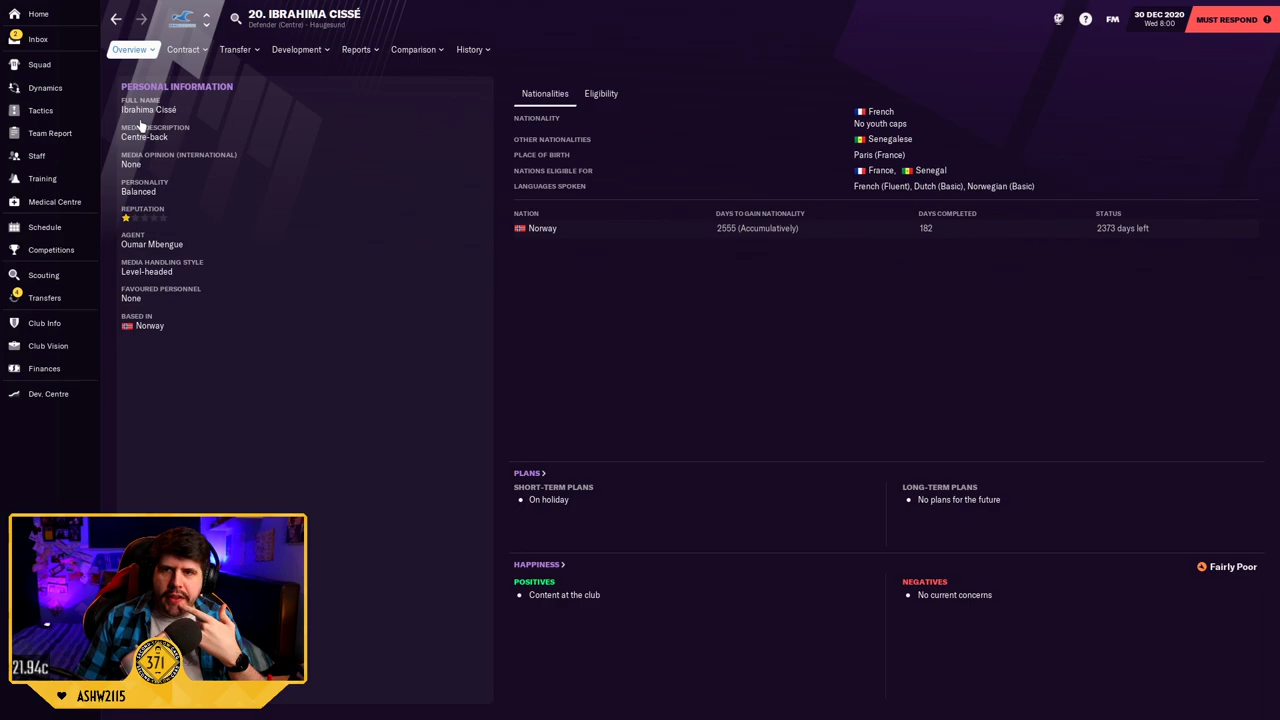 Home
2
Inbox
Squad
Dynamics
Tactics
Team Report
Staff
Training
Medical Centre
Schedule
Competitions
Scouting
4
Transfers
Club Info
Club Vision
Finances
Dev. Centre
20. IBRAHIMA CISSÉ
Defender (Centre) - Haugesund
? FM
30 DEC 2020
Wed 8:00
MUST RESPOND
Overview Contract Transfer Development Reports Comparison History
PERSONAL INFORMATION
FULL NAME
Ibrahima Cissé
DESCRIPTION
Centre-back
MEDIA OPINION (INTERNATIONAL)
None
PERSONALITY
Balanced
REPUTATION
AGENT
Oumar Mbengue
MEDIA HANDLING STYLE
Level-headed
FAVOURED PERSONNEL
None
BASED IN
Norway
Nationalities Eligibility
NATIONALITY French
No youth caps
OTHER NATIONALITIES Senegalese
PLACE OF BIRTH Paris (France)
NATIONS ELIGIBLE FOR France, Senegal
LANGUAGES SPOKEN French (Fluent), Dutch (Basic), Norwegian (Basic)
NATION DAYS TO GAIN NATIONALITY DAYS COMPLETED STATUS
Norway 2555 (Accumulatively) 182 2373 days left
PLANS
SHORT-TERM PLANS LONG-TERM PLANS
On holiday No plans for the future
HAPPINESS Fairly Poor
POSITIVES NEGATIVES
Content at the club No current concerns
21.94c
371
ASHW2115